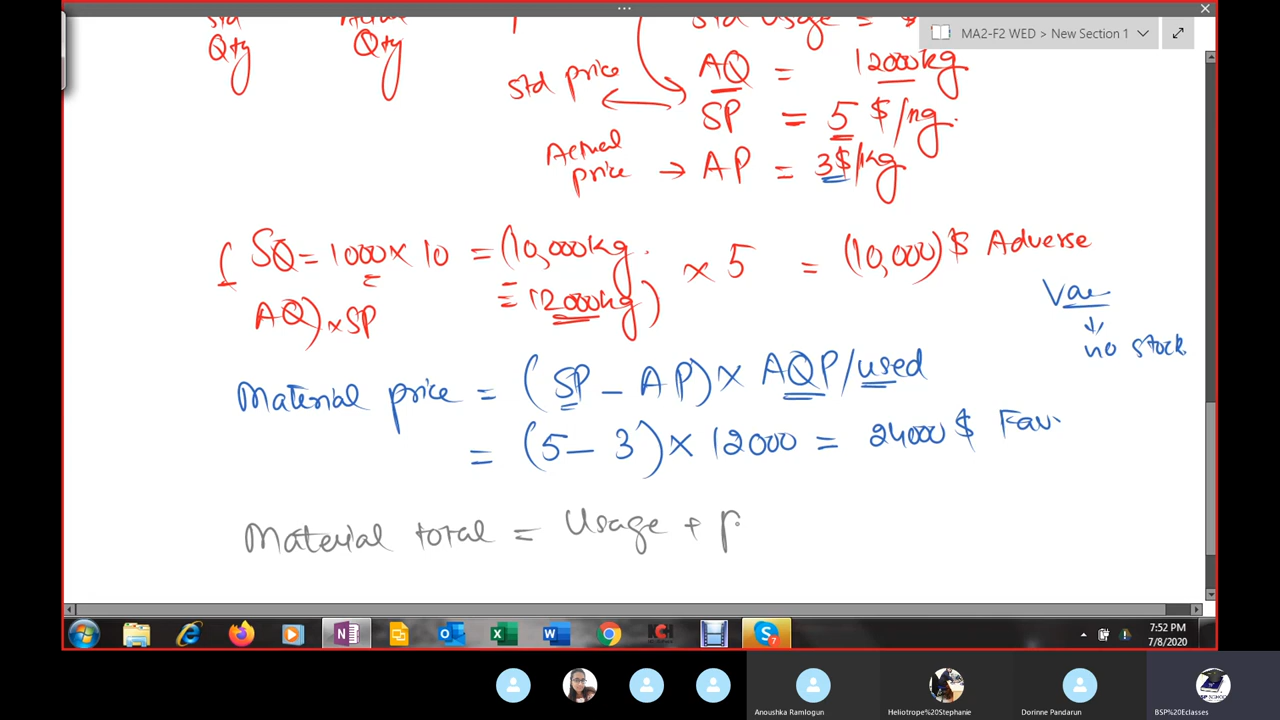 MA2-F2 WED > New Section 1
Std Actual
Qty Qty
std usage =
AQ = 12000kg
std price
SP = 5 $/ng.
Actual price → AP = 3$/kg
( SQ = 1000 × 10 = (10,000kg. × 5 = (10,000) $ Adverse
AQ) × SP = 12000kg)
Var
no stock
Material price = (SP - AP) × AQP/used
= (5 - 3) × 12000 = 24000 $ Fav.
Material total = Usage + p
7:52 PM
7/8/2020
Anoushka Ramlogun
Heliotrope%20Stephanie
Dorinne Pandarun
BSP%20Eclasses